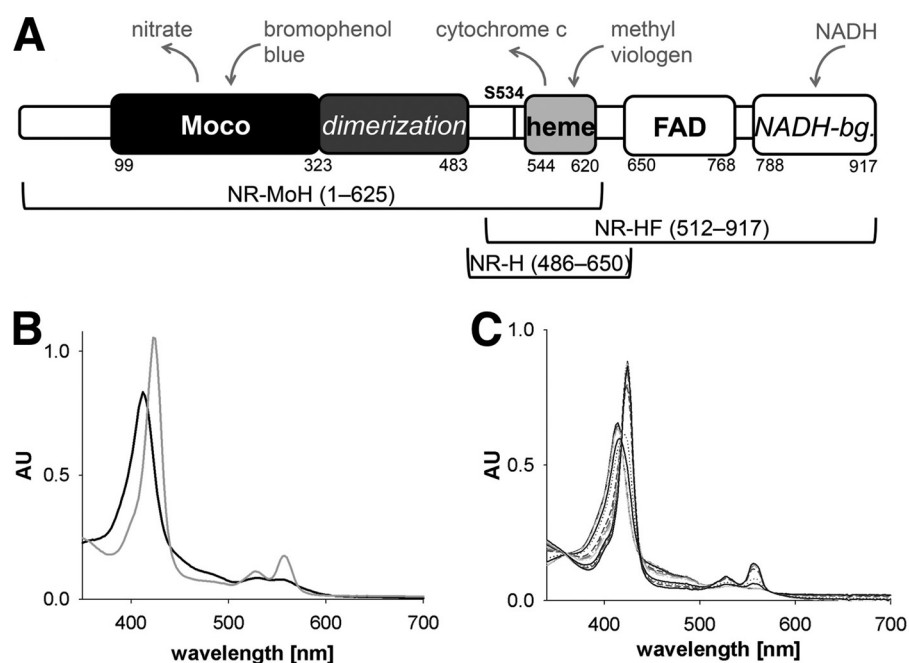 A
nitrate
bromophenol
blue
cytochrome c
methyl
viologen
NADH
S534
Moco
dimerization
heme
FAD
NADH-bg.
99
323
483
544
620
650
768
788
917
NR-MoH (1–625)
NR-HF (512–917)
NR-H (486–650)
B
1.0
0.5
0.0
AU
400
500
600
700
wavelength [nm]
C
1.0
0.5
0.0
AU
400
500
600
700
wavelength [nm]